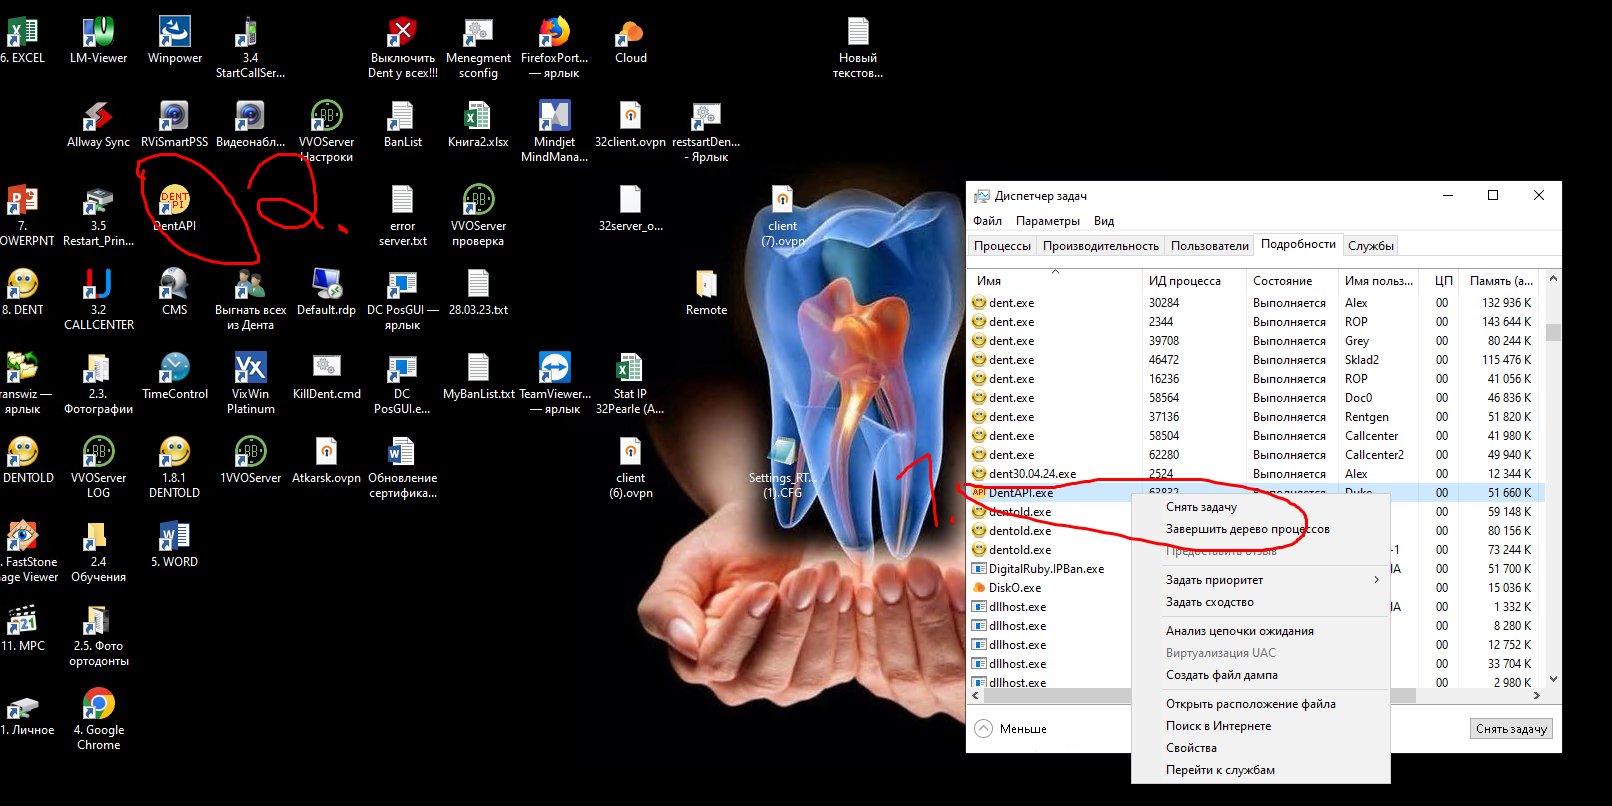 6. EXCEL
LM-Viewer
Winpower
3.4
StartCallSer...
Выключить
Dent у всех!!!
Menegment
sconfig
FirefoxPort...
— ярлык
Cloud
Новый
текстов...
Allway Sync
RViSmartPSS
Видеонабл...
VVOServer
Настроки
BanList
Книга2.xlsx
Mindjet
MindMana...
32client.ovpn
restsartDen...
- Ярлык
7.
OWERPNT
3.5
Restart_Prin...
DENT
PI
DentAPI
2.
error
server.txt
VVOServer
проверка
32server_o...
client
(7).ovpn
8. DENT
3.2
CALLCENTER
CMS
Выгнать всех
из Дента
Default.rdp
DC PosGUI —
ярлык
28.03.23.txt
Remote
ranswiz —
ярлык
2.3.
Фотографии
TimeControl
VixWin
Platinum
KillDent.cmd
DC
PosGUI.e...
MyBanList.txt
TeamViewer...
— ярлык
Stat IP
32Pearle (A...
DENTOLD
VVOServer
LOG
1.8.1
DENTOLD
1VVOServer
Atkarsk.ovpn
Обновление
сертифика...
client
(6).ovpn
Settings_RT...
(1).CFG
1.
. FastStone
nage Viewer
2.4
Обучения
5. WORD
11. MPC
2.5. Фото
ортодонты
1. Личное
4. Google
Chrome
Диспетчер задач
Файл Параметры Вид
Процессы Производительность Пользователи Подробности Службы
Имя ИД процесса Состояние Имя польз... ЦП Память (а...
dent.exe 30284 Выполняется Alex 00 132 936 K
dent.exe 2344 Выполняется ROP 00 143 644 K
dent.exe 39708 Выполняется Grey 00 80 244 K
dent.exe 46472 Выполняется Sklad2 00 115 476 K
dent.exe 16236 Выполняется ROP 00 41 056 K
dent.exe 58564 Выполняется Doc0 00 46 836 K
dent.exe 37136 Выполняется Rentgen 00 51 820 K
dent.exe 58504 Выполняется Callcenter 00 41 980 K
dent.exe 62280 Выполняется Callcenter2 00 49 940 K
dent30.04.24.exe 2524 Выполняется Alex 00 12 344 K
API DentAPI.exe 63832 Выполняется Duke 00 51 660 K
dentold.exe 00 59 148 K
dentold.exe 00 80 156 K
dentold.exe -1 00 73 244 K
DigitalRuby.IPBan.exe МА 00 51 700 K
DiskO.exe 00 15 036 K
dllhost.exe МА 00 1 332 K
dllhost.exe 00 8 280 K
dllhost.exe 00 12 752 K
dllhost.exe 00 33 704 K
dllhost.exe 00 2 980 K
Снять задачу
Завершить дерево процессов
Предоставить отзыв
Задать приоритет
Задать сходство
Анализ цепочки ожидания
Виртуализация UAC
Создать файл дампа
Открыть расположение файла
Поиск в Интернете
Свойства
Перейти к службам
Меньше
Снять задачу